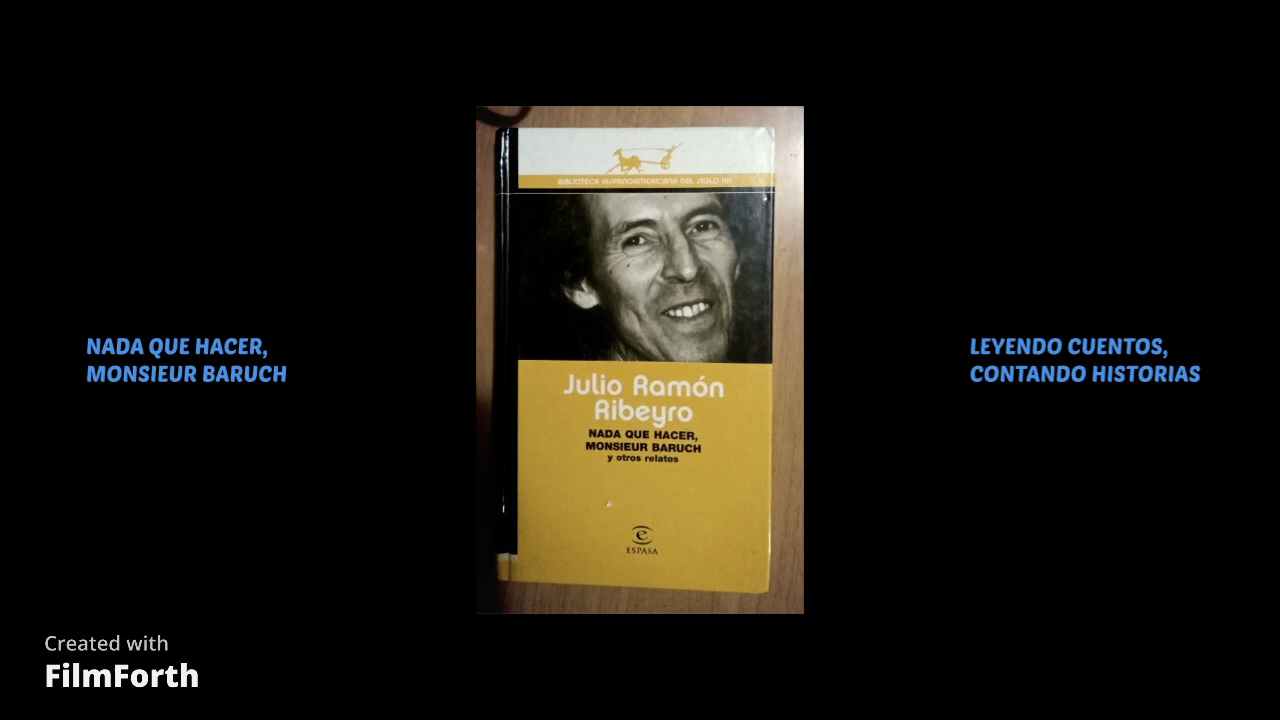 BIBLIOTECA HISPANOAMERICANA DEL SIGLO XX
NADA QUE HACER,
MONSIEUR BARUCH
LEYENDO CUENTOS,
CONTANDO HISTORIAS
Julio Ramón
Ribeyro
NADA QUE HACER,
MONSIEUR BARUCH
y otros relatos
e
ESPASA
Created with
FilmForth